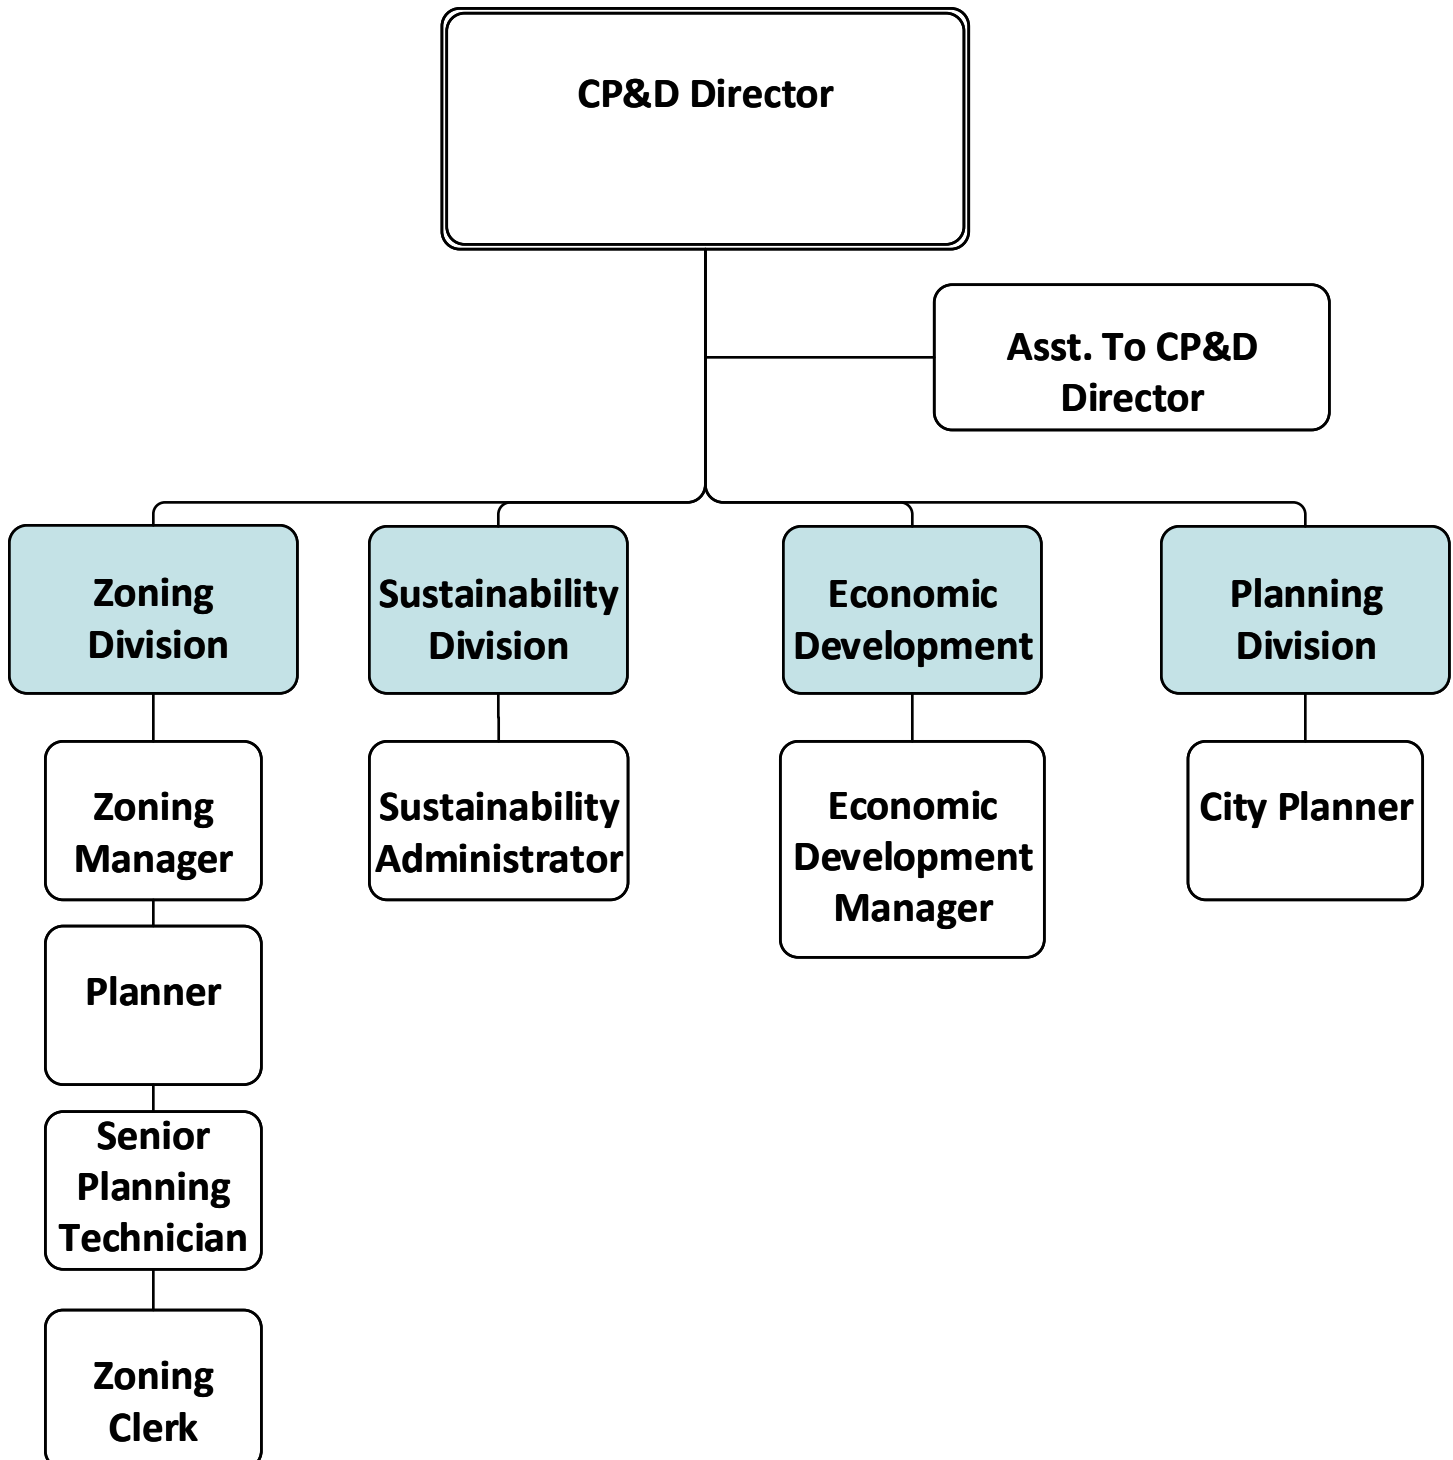 CP&D Director
Asst. To CP&D
Director
Zoning
Division
Sustainability
Division
Economic
Development
Planning
Division
Zoning
Manager
Sustainability
Administrator
Economic
Development
Manager
City Planner
Planner
Senior
Planning
Technician
Zoning
Clerk